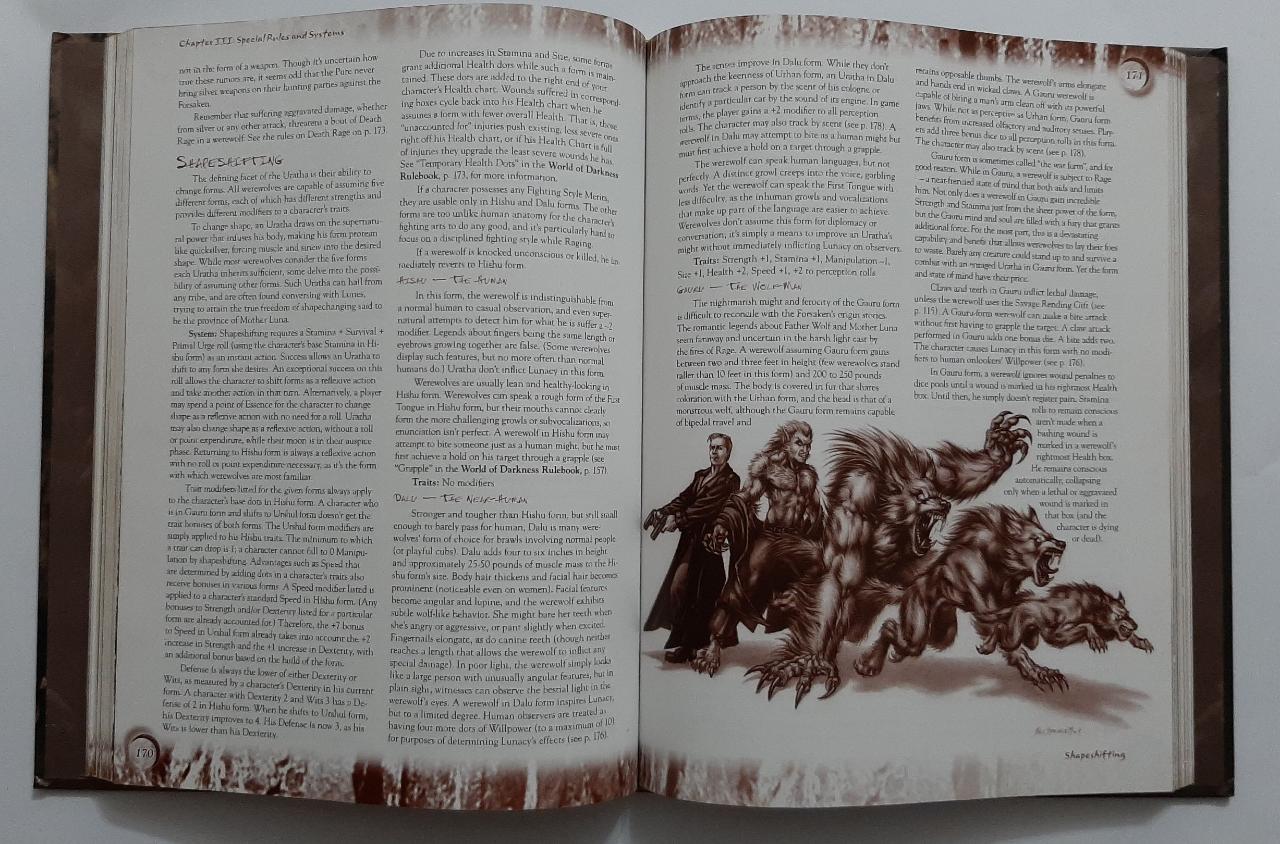 Chapter III: Special Rules and Systems
not in the form of a weapon. Though it's uncertain how
true these rumors are, it seems odd that the Pure never
bring silver weapons on their hunting parties against the
Forsaken.
Remember that suffering aggravated damage, whether
from silver or any other attack, threatens a bout of Death
Rage in a werewolf. See the rules on Death Rage on p. 173.
SHAPESHIFTING
The defining facet of the Uratha is their ability to
change forms. All werewolves are capable of assuming five
different forms, each of which has different strengths and
provides different modifiers to a character's traits.
To change shape, an Uratha draws on the supernatu-
ral power that infuses his body, making his form protean
like quicksilver, forcing muscle and sinew into the desired
shape. While most werewolves consider the five forms
each Uratha inherits sufficient, some delve into the possi-
bility of assuming other forms. Such Uratha can hail from
any tribe, and are often found conversing with Lunes,
trying to attain the true freedom of shapechanging said to
be the province of Mother Luna.
System: Shapeshifting requires a Stamina + Survival +
Primal Urge roll (using the character's base Stamina in His-
hu form) as an instant action. Success allows an Uratha to
shift to any form she desires. An exceptional success on this
roll allows the character to shift forms as a reflexive action
and take another action in that turn. Alternatively, a player
may spend a point of Essence for the character to change
shape as a reflexive action with no need for a roll. Uratha
may also change shape as a reflexive action, without a roll
or point expenditure, while their moon is in their auspice
phase. Returning to Hishu form is always a reflexive action
with no roll or point expenditure necessary, as it's the form
with which werewolves are most familiar.
Trait modifiers listed for the given forms always apply
to the character's base dots in Hishu form. A character who
is in Gauru form and shifts to Urshul form doesn't get the
trait bonuses of both forms. The Urshul form modifiers are
simply applied to his Hishu traits. The minimum to which
a trait can drop is 1; a character cannot fall to 0 Manipu-
lation by shapeshifting. Advantages such as Speed that
are determined by adding dots in a character's traits also
receive bonuses in various forms. A Speed modifier listed is
applied to a character's standard Speed in Hishu form. (Any
bonuses to Strength and/or Dexterity listed for a particular
form are already accounted for.) Therefore, the +7 bonus
to Speed in Urshul form already takes into account the +2
increase in Strength and the +1 increase in Dexterity, with
an additional bonus based on the build of the form.
Defense is always the lower of either Dexterity or
Wits, as measured by a character's Dexterity in his current
form. A character with Dexterity 2 and Wits 3 has a De-
fense of 2 in Hishu form. When he shifts to Urshul form,
his Dexterity improves to 4. His Defense is now 3, as his
Wits is lower than his Dexterity.
170
Due to increases in Stamina and Size, some forms
grant additional Health dots while such a form is main-
tained. These dots are added to the right end of your
character's Health chart. Wounds suffered in correspond-
ing boxes cycle back into his Health chart when he
assumes a form with fewer overall Health. That is, those
"unaccounted for" injuries push existing, less severe ones
right off his Health chart, or if his Health Chart is full
of injuries they upgrade the least severe wounds he has.
See "Temporary Health Dots" in the World of Darkness
Rulebook, p. 173, for more information.
If a character possesses any Fighting Style Merits,
they are usable only in Hishu and Dalu forms. The other
forms are too unlike human anatomy for the character's
fighting arts to do any good, and it's particularly hard to
focus on a disciplined fighting style while Raging.
If a werewolf is knocked unconscious or killed, he im-
mediately reverts to Hishu form.
HISHU — THE HUMAN
In this form, the werewolf is indistinguishable from
a normal human to casual observation, and even super-
natural attempts to detect him for what he is suffer a –2
modifier. Legends about fingers being the same length or
eyebrows growing together are false. (Some werewolves
display such features, but no more often than normal
humans do.) Uratha don't inflict Lunacy in this form.
Werewolves are usually lean and healthy-looking in
Hishu form. Werewolves can speak a rough form of the First
Tongue in Hishu form, but their mouths cannot clearly
form the more challenging growls or subvocalizations, so
enunciation isn't perfect. A werewolf in Hishu form may
attempt to bite someone just as a human might, but he must
first achieve a hold on his target through a grapple (see
"Grapple" in the World of Darkness Rulebook, p. 157).
Traits: No modifiers
DALU — THE NEAR-HUMAN
Stronger and tougher than Hishu form, but still small
enough to barely pass for human, Dalu is many were-
wolves' form of choice for brawls involving normal people
(or playful cubs). Dalu adds four to six inches in height
and approximately 25-50 pounds of muscle mass to the Hi-
shu form's size. Body hair thickens and facial hair becomes
prominent (noticeable even on women). Facial features
become angular and lupine, and the werewolf exhibits
subtle wolf-like behavior. She might bare her teeth when
she's angry or aggressive, or pant slightly when excited.
Fingernails elongate, as do canine teeth (though neither
reaches a length that allows the werewolf to inflict any
special damage). In poor light, the werewolf simply looks
like a large person with unusually angular features, but in
plain sight, witnesses can observe the bestial light in the
werewolf's eyes. A werewolf in Dalu form inspires Lunacy,
but to a limited degree. Human observers are treated as
having four more dots of Willpower (to a maximum of 10)
for purposes of determining Lunacy's effects (see p. 176).
The senses improve in Dalu form. While they don't
approach the keenness of Urhan form, an Uratha in Dalu
form can track a person by the scent of his cologne or
identify a particular car by the sound of its engine. In game
terms, the player gains a +2 modifier to all perception
rolls. The character may also track by scent (see p. 178). A
werewolf in Dalu may attempt to bite as a human might but
must first achieve a hold on a target through a grapple.
The werewolf can speak human languages, but not
perfectly. A distinct growl creeps into the voice, garbling
words. Yet the werewolf can speak the First Tongue with
less difficulty, as the inhuman growls and vocalizations
that make up part of the language are easier to achieve.
Werewolves don't assume this form for diplomacy or
conversation; it's simply a means to improve an Uratha's
might without immediately inflicting Lunacy on observers.
Traits: Strength +1, Stamina +1, Manipulation –1,
Size +1, Health +2, Speed +1, +2 to perception rolls
GAURU — THE WOLF-MAN
The nightmarish might and ferocity of the Gauru form
is difficult to reconcile with the Forsaken's origin stories.
The romantic legends about Father Wolf and Mother Luna
seem faraway and uncertain in the harsh light cast by
the fires of Rage. A werewolf assuming Gauru form gains
between two and three feet in height (few werewolves stand
taller than 10 feet in this form) and 200 to 250 pounds
of muscle mass. The body is covered in fur that shares
coloration with the Urhan form, and the head is that of a
monstrous wolf, although the Gauru form remains capable
of bipedal travel and
171
retains opposable thumbs. The werewolf's arms elongate
and hands end in wicked claws. A Gauru werewolf is
capable of biting a man's arm clean off with its powerful
jaws. While not as perceptive as Urhan form, Gauru form
benefits from increased olfactory and auditory senses. Play-
ers add three bonus dice to all perception rolls in this form.
The character may also track by scent (see p. 178).
Gauru form is sometimes called "the war form", and for
good reason. While in Gauru, a werewolf is subject to Rage
— a near-frenzied state of mind that both aids and limits
him. Not only does a werewolf in Gauru gain incredible
Strength and Stamina just from the sheer power of the form,
but the Gauru mind and soul are filled with a fury that grants
additional force. For the most part, this is a devastating
capability and benefit that allows werewolves to lay their foes
to waste. Barely any creature could stand up to and survive a
combat with an enraged Uratha in Gauru form. Yet the form
and state of mind have their price.
Claws and teeth in Gauru inflict lethal damage,
unless the werewolf uses the Savage Rending Gift (see
p. 115). A Gauru-form werewolf can make a bite attack
without first having to grapple the target. A claw attack
performed in Gauru adds one bonus die. A bite adds two.
The character causes Lunacy in this form with no modi-
fiers to human onlookers' Willpower (see p. 176).
In Gauru form, a werewolf ignores wound penalties to
dice pools until a wound is marked in his rightmost Health
box. Until then, he simply doesn't register pain. Stamina
rolls to remain conscious
aren't made when a
bashing wound is
marked in a werewolf's
rightmost Health box.
He remains conscious
automatically, collapsing
only when a lethal or aggravated
wound is marked in
that box (and the
character is dying
or dead).
Shapeshifting